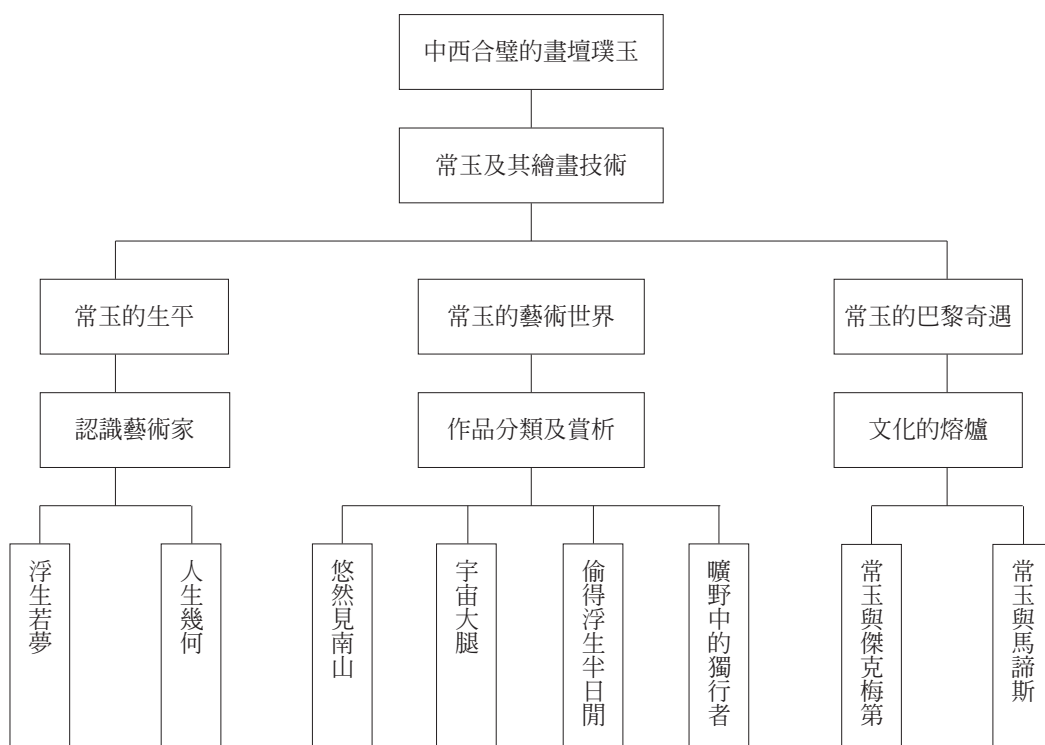 中西合璧的畫壇璞玉
常玉及其繪畫技術
常玉的生平
常玉的藝術世界
常玉的巴黎奇遇
認識藝術家
作品分類及賞析
文化的熔爐
浮生若夢
人生幾何
悠然見南山
宇宙大腿
偷得浮生半日閒
曠野中的獨行者
常玉與傑克梅第
常玉與馬諦斯